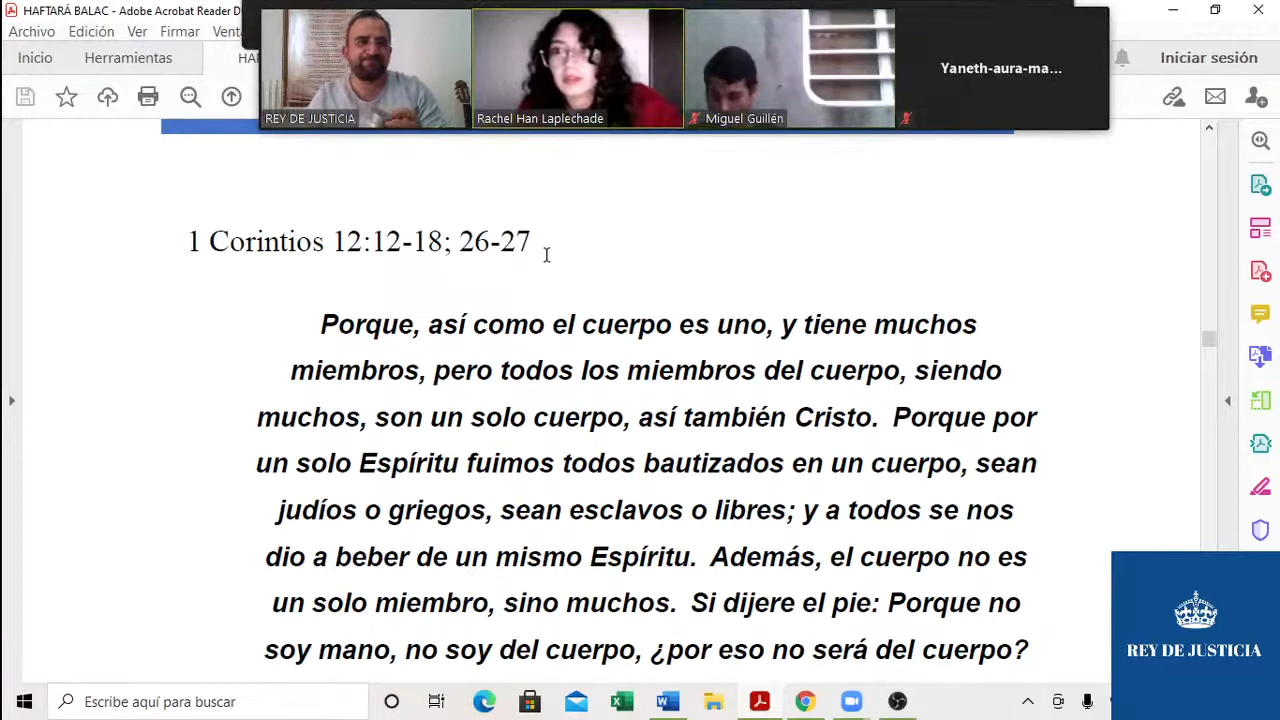 HAFTARÁ BALAC - Adobe Acrobat Reader D
Archivo Edición Ver Firmar Venta
Inicio Herramientas HA
Iniciar sesión
REY DE JUSTICIA
Rachel Han Laplechade
Miguel Guillén
Yaneth-aura-ma...
1 Corintios 12:12-18; 26-27
Porque, así como el cuerpo es uno, y tiene muchos
miembros, pero todos los miembros del cuerpo, siendo
muchos, son un solo cuerpo, así también Cristo. Porque por
un solo Espíritu fuimos todos bautizados en un cuerpo, sean
judíos o griegos, sean esclavos o libres; y a todos se nos
dio a beber de un mismo Espíritu. Además, el cuerpo no es
un solo miembro, sino muchos. Si dijere el pie: Porque no
soy mano, no soy del cuerpo, ¿por eso no será del cuerpo?
REY DE JUSTICIA
Escribe aquí para buscar